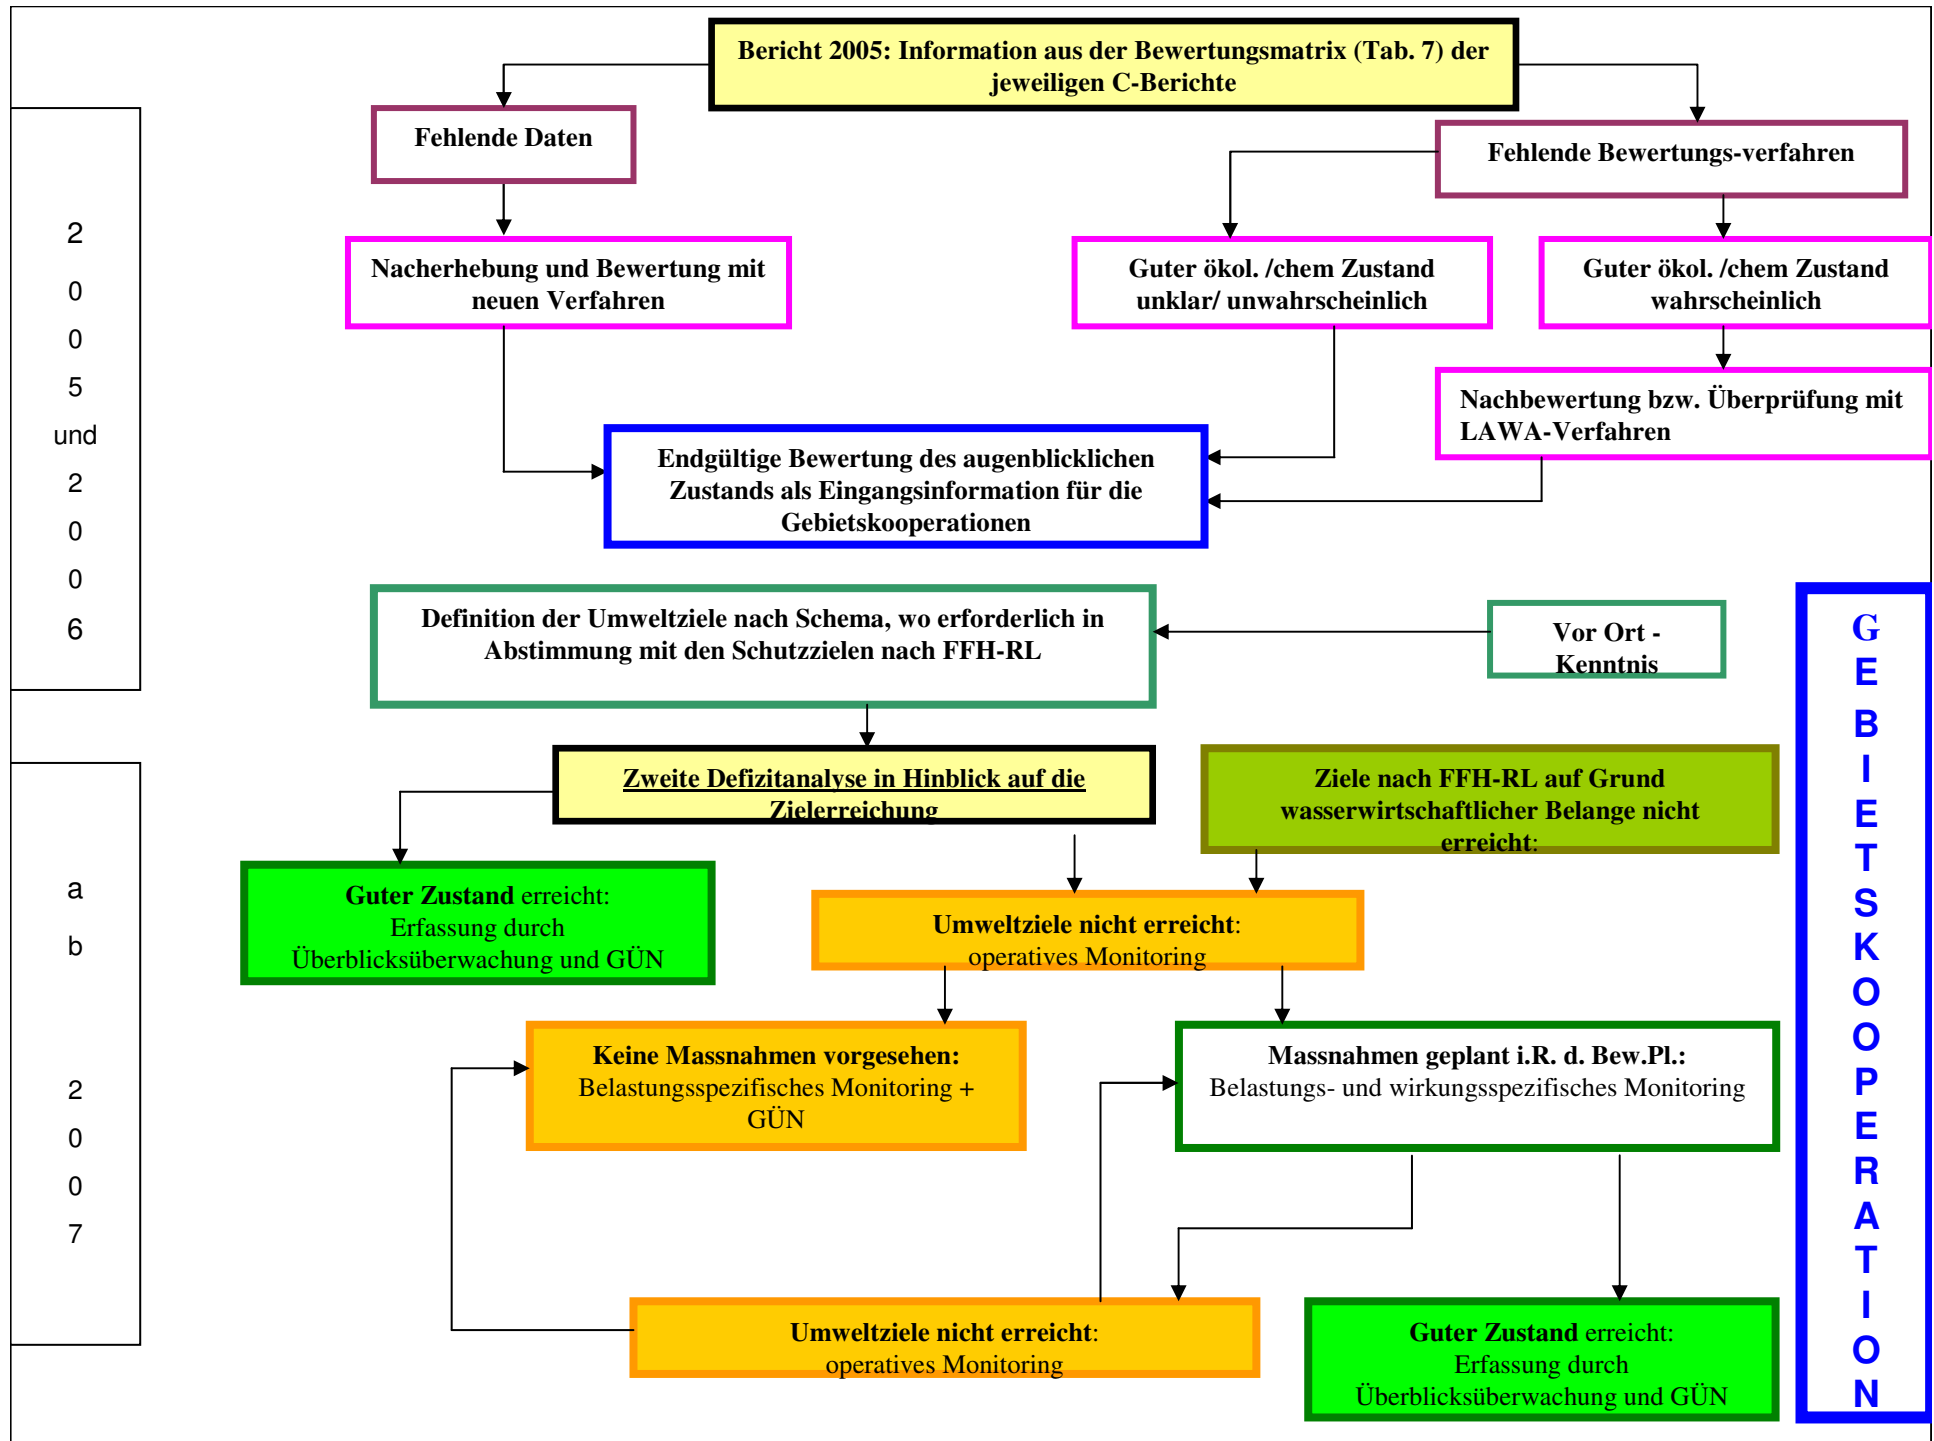 Bericht 2005: Information aus der Bewertungsmatrix (Tab. 7) der
jeweiligen C-Berichte
Fehlende Daten
Fehlende Bewertungs-verfahren
Nacherhebung und Bewertung mit
neuen Verfahren
Guter ökol. /chem Zustand
unklar/ unwahrscheinlich
Guter ökol. /chem Zustand
wahrscheinlich
Nachbewertung bzw. Überprüfung mit
LAWA-Verfahren
Endgültige Bewertung des augenblicklichen
Zustands als Eingangsinformation für die
Gebietskooperationen
2
0
0
5
und
2
0
0
6
Definition der Umweltziele nach Schema, wo erforderlich in
Abstimmung mit den Schutzzielen nach FFH-RL
Vor Ort -
Kenntnis
Zweite Defizitanalyse in Hinblick auf die
Zielerreichung
Ziele nach FFH-RL auf Grund
wasserwirtschaftlicher Belange nicht
erreicht:
Guter Zustand erreicht:
Erfassung durch
Überblicksüberwachung und GÜN
Umweltziele nicht erreicht:
operatives Monitoring
Keine Massnahmen vorgesehen:
Belastungsspezifisches Monitoring +
GÜN
Massnahmen geplant i.R. d. Bew.Pl.:
Belastungs- und wirkungsspezifisches Monitoring
a
b
2
0
0
7
Umweltziele nicht erreicht:
operatives Monitoring
Guter Zustand erreicht:
Erfassung durch
Überblicksüberwachung und GÜN
G
E
B
I
E
T
S
K
O
O
P
E
R
A
T
I
O
N